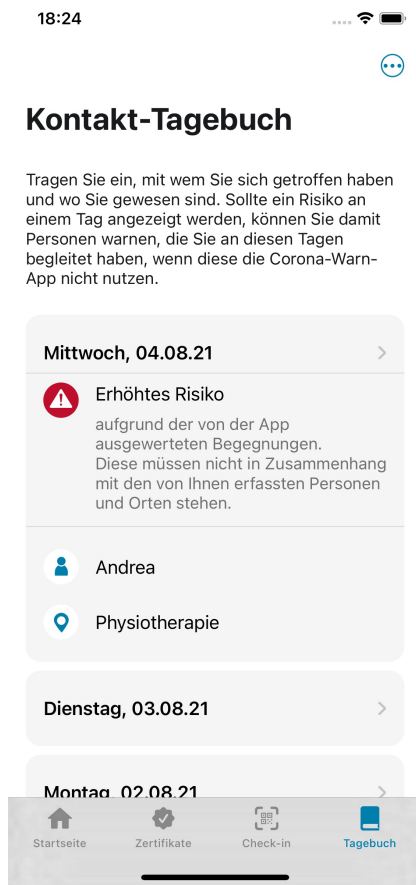 18:24
Kontakt-Tagebuch
Tragen Sie ein, mit wem Sie sich getroffen haben
und wo Sie gewesen sind. Sollte ein Risiko an
einem Tag angezeigt werden, können Sie damit
Personen warnen, die Sie an diesen Tagen
begleitet haben, wenn diese die Corona-Warn-
App nicht nutzen.
Mittwoch, 04.08.21
Erhöhtes Risiko
aufgrund der von der App
ausgewerteten Begegnungen.
Diese müssen nicht in Zusammenhang
mit den von Ihnen erfassten Personen
und Orten stehen.
Andrea
Physiotherapie
Dienstag, 03.08.21
Montag, 02.08.21
Startseite
Zertifikate
Check-in
Tagebuch